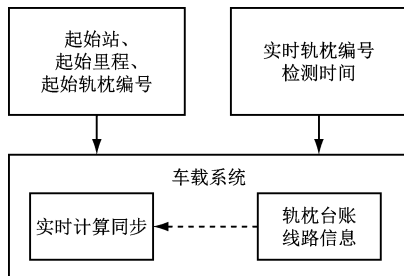 起始站、
起始里程、
起始轨枕编号
实时轨枕编号
检测时间
车载系统
实时计算同步
轨枕台账
线路信息